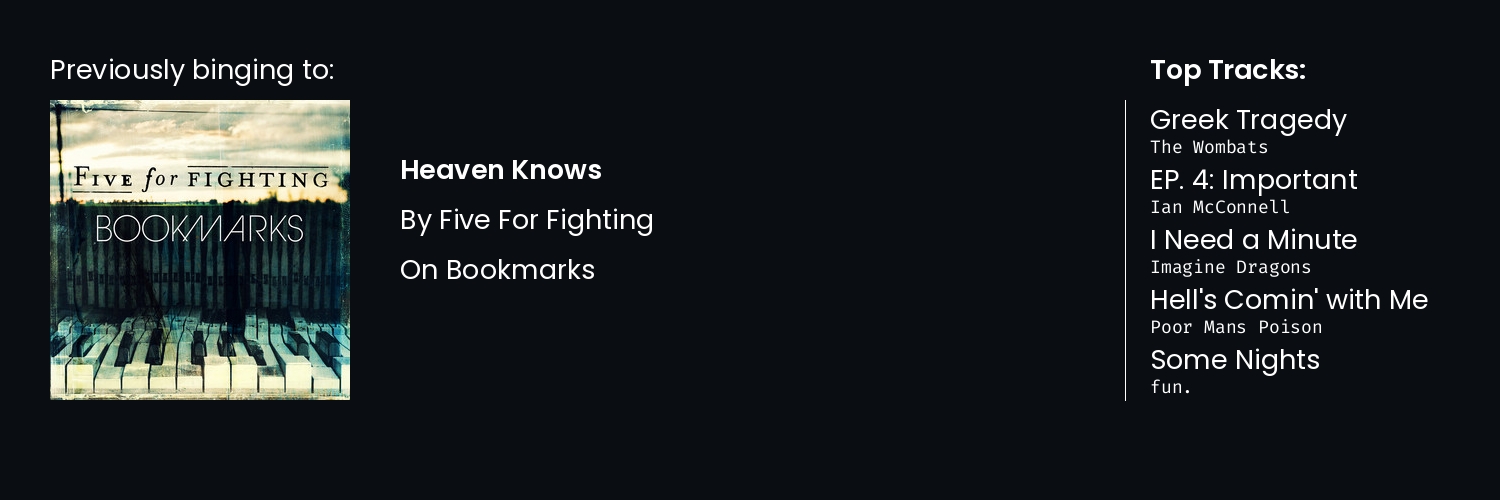 Previously binging to:
FIVE for FIGHTING
BOOKMARKS
Heaven Knows
By Five For Fighting
On Bookmarks
Top Tracks:
Greek Tragedy
The Wombats
EP. 4: Important
Ian McConnell
I Need a Minute
Imagine Dragons
Hell's Comin' with Me
Poor Mans Poison
Some Nights
fun.